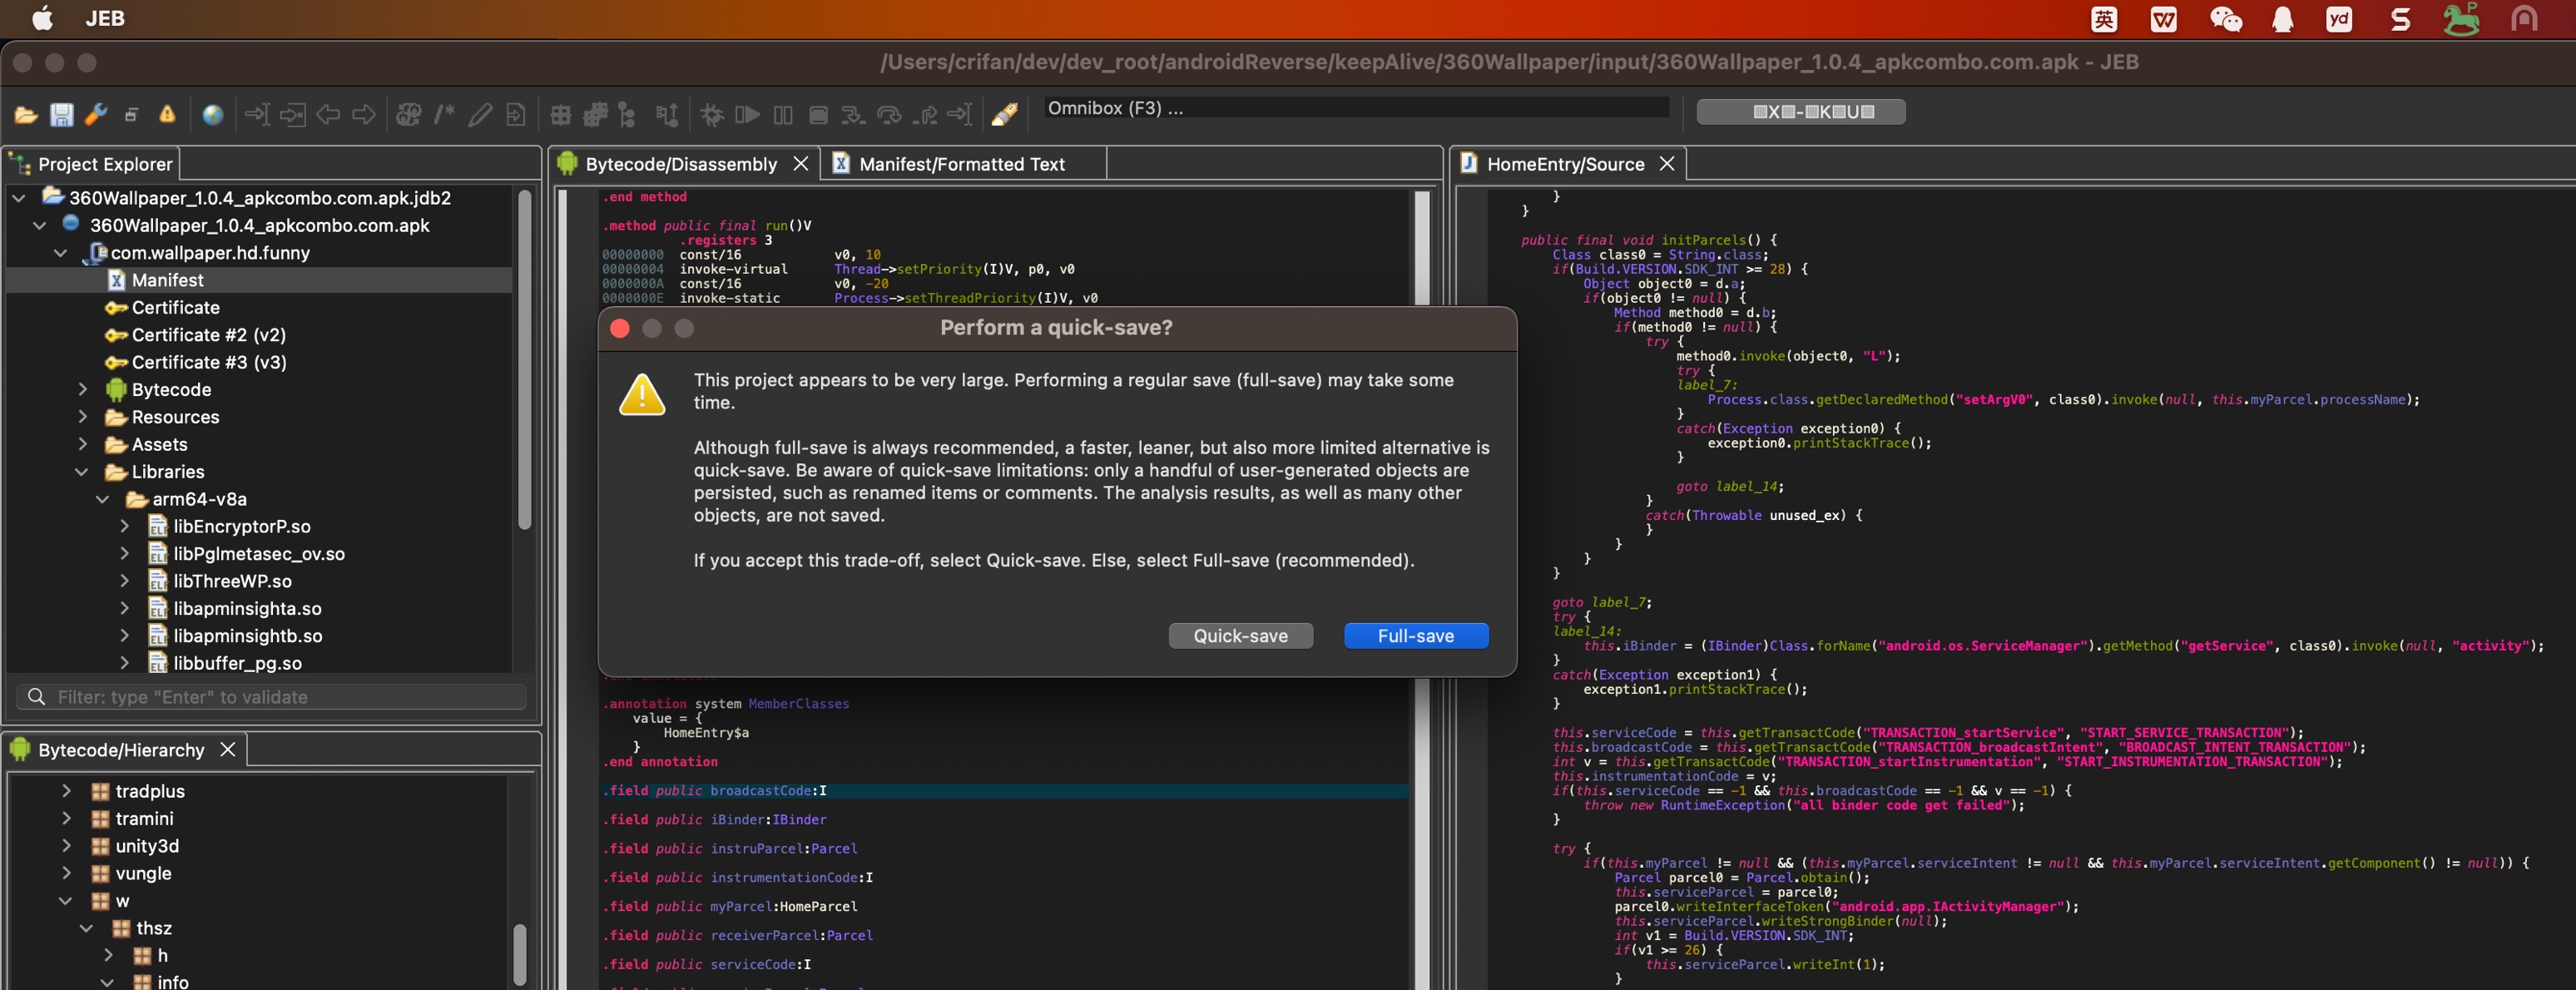 JEB
英
yd
P
/Users/crifan/dev/dev_root/androidReverse/keepAlive/360Wallpaper/input/360Wallpaper_1.0.4_apkcombo.com.apk - JEB
/*
Omnibox (F3) ...
Project Explorer
360Wallpaper_1.0.4_apkcombo.com.apk.jdb2
360Wallpaper_1.0.4_apkcombo.com.apk
com.wallpaper.hd.funny
Manifest
Certificate
Certificate #2 (v2)
Certificate #3 (v3)
Bytecode
Resources
Assets
Libraries
arm64-v8a
libEncryptorP.so
libPglmetasec_ov.so
libThreeWP.so
libapminsighta.so
libapminsightb.so
libbuffer_pg.so
Filter: type "Enter" to validate
Bytecode/Hierarchy
tradplus
tramini
unity3d
vungle
w
thsz
h
info
Bytecode/Disassembly
Manifest/Formatted Text
.end method
.method public final run()V
.registers 3
00000000 const/16 v0, 10
00000004 invoke-virtual Thread->setPriority(I)V, p0, v0
0000000A const/16 v0, -20
0000000E invoke-static Process->setThreadPriority(I)V, v0
Perform a quick-save?
This project appears to be very large. Performing a regular save (full-save) may take some
time.
Although full-save is always recommended, a faster, leaner, but also more limited alternative is
quick-save. Be aware of quick-save limitations: only a handful of user-generated objects are
persisted, such as renamed items or comments. The analysis results, as well as many other
objects, are not saved.
If you accept this trade-off, select Quick-save. Else, select Full-save (recommended).
Quick-save
Full-save
.annotation system MemberClasses
value = {
HomeEntry$a
}
.end annotation
.field public broadcastCode:I
.field public iBinder:IBinder
.field public instruParcel:Parcel
.field public instrumentationCode:I
.field public myParcel:HomeParcel
.field public receiverParcel:Parcel
.field public serviceCode:I
HomeEntry/Source
}
}
public final void initParcels() {
Class class0 = String.class;
if(Build.VERSION.SDK_INT >= 28) {
Object object0 = d.a;
if(object0 != null) {
Method method0 = d.b;
if(method0 != null) {
try {
method0.invoke(object0, "L");
try {
label_7:
Process.class.getDeclaredMethod("setArgV0", class0).invoke(null, this.myParcel.processName);
}
catch(Exception exception0) {
exception0.printStackTrace();
}
goto label_14;
}
catch(Throwable unused_ex) {
}
}
}
}
goto label_7;
try {
label_14:
this.iBinder = (IBinder)Class.forName("android.os.ServiceManager").getMethod("getService", class0).invoke(null, "activity");
}
catch(Exception exception1) {
exception1.printStackTrace();
}
this.serviceCode = this.getTransactCode("TRANSACTION_startService", "START_SERVICE_TRANSACTION");
this.broadcastCode = this.getTransactCode("TRANSACTION_broadcastIntent", "BROADCAST_INTENT_TRANSACTION");
int v = this.getTransactCode("TRANSACTION_startInstrumentation", "START_INSTRUMENTATION_TRANSACTION");
this.instrumentationCode = v;
if(this.serviceCode == -1 && this.broadcastCode == -1 && v == -1) {
throw new RuntimeException("all binder code get failed");
}
try {
if(this.myParcel != null && (this.myParcel.serviceIntent != null && this.myParcel.serviceIntent.getComponent() != null)) {
Parcel parcel0 = Parcel.obtain();
this.serviceParcel = parcel0;
parcel0.writeInterfaceToken("android.app.IActivityManager");
this.serviceParcel.writeStrongBinder(null);
int v1 = Build.VERSION.SDK_INT;
if(v1 >= 26) {
this.serviceParcel.writeInt(1);
}